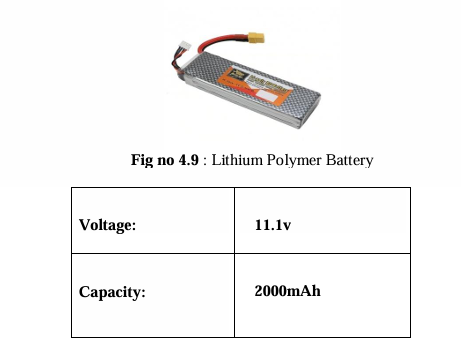 Fig no 4.9 : Lithium Polymer Battery
Voltage: 11.1v
Capacity: 2000mAh